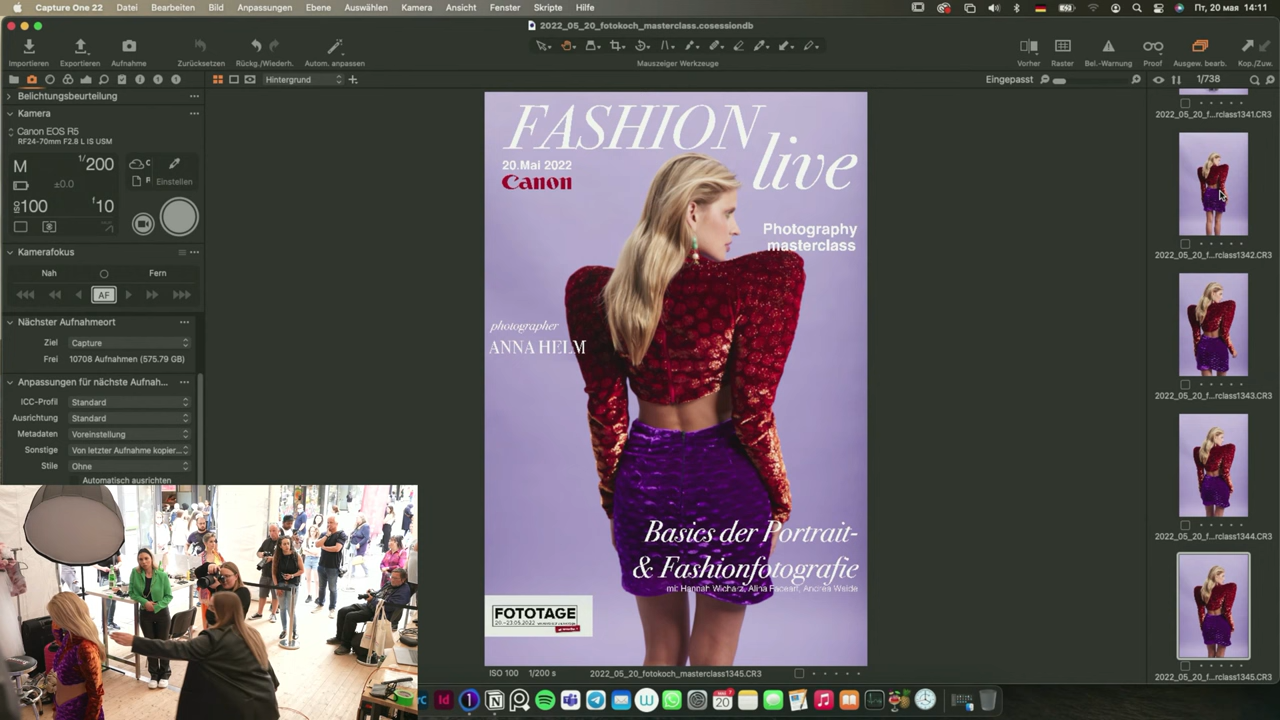 Capture One 22 Datei Bearbeiten Bild Anpassungen Ebene Auswählen Kamera Ansicht Fenster Skripte Hilfe
Пт, 20 мая 14:11
2022_05_20_fotokoch_masterclass.cosessiondb
Importieren Exportieren Aufnahme Zurücksetzen Rückg./Wiederh. Autom. anpassen Mauszeiger Werkzeuge Vorher Raster Bel.-Warnung Proof Ausgew. bearb. Kop./Zuw.
Hintergrund
Eingepasst
1/738
Belichtungsbeurteilung
Kamera
Canon EOS R5
RF24-70mm F2.8 L IS USM
M 1/200
C
±0.0
P Einstellen
ISO 100 f10
Kamerafokus
Nah Fern
AF
Nächster Aufnahmeort
Ziel Capture
Frei 10708 Aufnahmen (575.79 GB)
Anpassungen für nächste Aufnah...
ICC-Profil Standard
Ausrichtung Standard
Metadaten Voreinstellung
Sonstige Von letzter Aufnahme kopier...
Stile Ohne
Automatisch ausrichten
FASHION
live
20.Mai 2022
Canon
Photography
masterclass
photographer
ANNA HELM
Basics der Portrait-
& Fashionfotografie
FOTOTAGE
ISO 100 1/200 s 2022_05_20_fotokoch_masterclass1345.CR3
2022_05_20_f...rclass1341.CR3
2022_05_20_f...rclass1342.CR3
2022_05_20_f...rclass1343.CR3
2022_05_20_f...rclass1344.CR3
2022_05_20_f...rclass1345.CR3